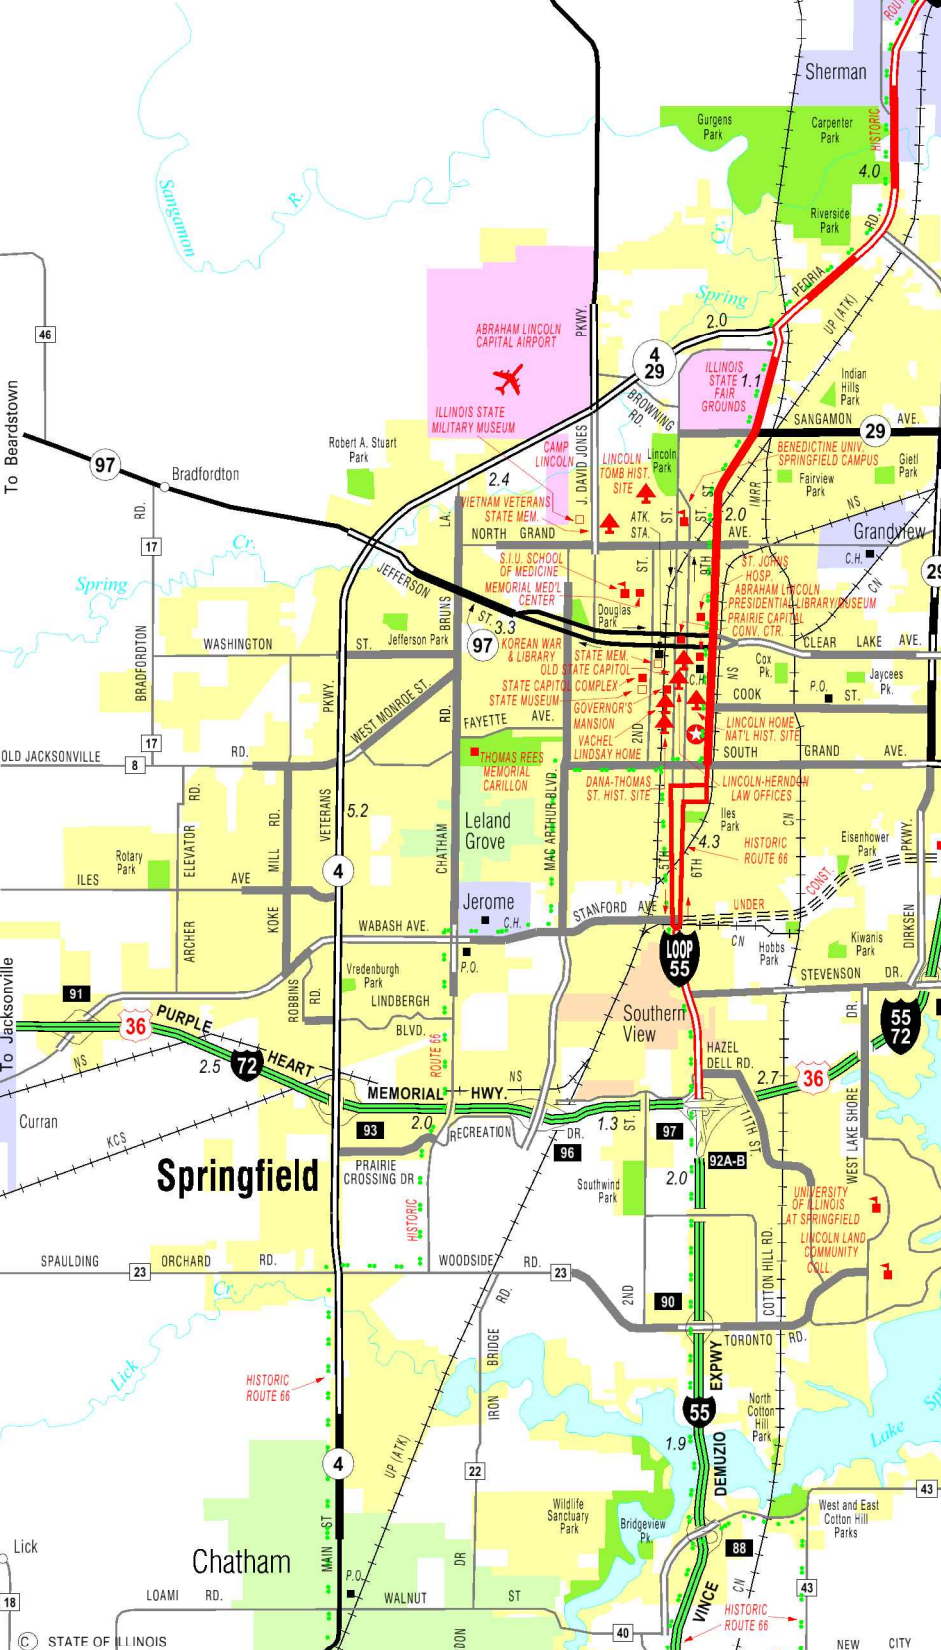 ROUT
Sherman
Gurgens
Park
Carpenter
Park
HISTORIC
4.0
Sangamon
R.
Riverside
Park
Cr.
RD.
PEORIA
Spring
UP (ATK)
2.0
46
ABRAHAM LINCOLN
CAPITAL AIRPORT
PKWY.
4
29
ILLINOIS
STATE
FAIR
GROUNDS
1.1
Indian
Hills
Park
To Beardstown
BROWNING
RD.
SANGAMON
29
AVE.
ILLINOIS STATE
MILITARY MUSEUM
97
Bradfordton
Robert A. Stuart
Park
CAMP
LINCOLN
J. DAVID JONES
LINCOLN
TOMB HIST.
SITE
Lincoln
Park
BENEDICTINE UNIV.
SPRINGFIELD CAMPUS
Gietl
Park
Fairview
Park
2.4
IMRR
NS
VIETNAM VETERANS
STATE MEM.
ATK.
STA.
ST.
ST.
2.0
RD.
LA.
NORTH GRAND
AVE.
Grandview
C.H.
17
Cr.
Spring
S.I.U. SCHOOL
OF MEDICINE
MEMORIAL MED'L
CENTER
ST.
9TH
ST. JOHNS
HOSP.
ABRAHAM LINCOLN
PRESIDENTIAL LIBRARY/MUSEUM
PRAIRIE CAPITAL
CONV. CTR.
CN
29
JEFFERSON
ST.
3.3
BRUNS
Douglas
Park
BRADFORDTON
WASHINGTON
ST.
Jefferson Park
97
KOREAN WAR
& LIBRARY
STATE MEM.
OLD STATE CAPITOL
STATE CAPITOL COMPLEX
STATE MUSEUM
C.H.
NS
Cox
Pk.
CLEAR
LAKE
AVE.
Jaycees
Pk.
P.O.
COOK
ST.
PKWY.
WEST MONROE ST.
RD.
FAYETTE
AVE.
GOVERNOR'S
MANSION
2ND
LINCOLN HOME
NAT'L HIST. SITE
17
OLD JACKSONVILLE
8
RD.
THOMAS REES
MEMORIAL
CARILLON
VACHEL
LINDSAY HOME
SOUTH
GRAND
AVE.
DANA-THOMAS
ST. HIST. SITE
LINCOLN-HERNDON
LAW OFFICES
RD.
RD.
VETERANS
5.2
CHATHAM
Leland
Grove
MAC ARTHUR BLVD.
Iles
Park
CN
ELEVATOR
MILL
Rotary
Park
4.3
HISTORIC
ROUTE 66
Eisenhower
Park
PKWY.
5TH
6TH
ILES
AVE
4
Jerome
C.H.
CONST.
UNDER
ARCHER
KOKE
WABASH AVE.
STANFORD
AVE
CN
Hobbs
Park
Kiwanis
Park
DIRKSEN
P.O.
LOOP
55
To Jacksonville
91
ROBBINS
RD.
Vredenburgh
Park
LINDBERGH
BLVD.
STEVENSON
DR.
36
PURPLE
HEART
72
2.5
NS
Southern
View
DR.
55
72
ROUTE 66
HAZEL
DELL RD.
2.7
36
NS
MEMORIAL
HWY.
Curran
KCS
93
2.0
RECREATION
DR.
96
1.3
ST.
97
92A-B
11TH
ST.
WEST LAKE SHORE
Springfield
PRAIRIE
CROSSING DR
2.0
Southwind
Park
UNIVERSITY
OF ILLINOIS
AT SPRINGFIELD
LINCOLN LAND
COMMUNITY
COLL.
HISTORIC
COTTON HILL RD.
SPAULDING
23
ORCHARD
RD.
WOODSIDE
RD.
23
RD.
2ND
90
Cr.
Lick
IRON
BRIDGE
TORONTO
RD.
EXPWY
HISTORIC
ROUTE 66
55
North
Cotton
Hill
Park
Lake
Sp
UP (ATK)
1.9
DEMUZIO
4
22
43
Wildlife
Sanctuary
Park
Bridgeview
Pk.
West and East
Cotton Hill
Parks
Lick
Chatham
MAIN
ST
P.O.
DR
88
18
LOAMI
RD.
WALNUT
ST
VINCE
CN
43
HISTORIC
ROUTE 66
40
DON
NEW
CITY
© STATE OF ILLINOIS